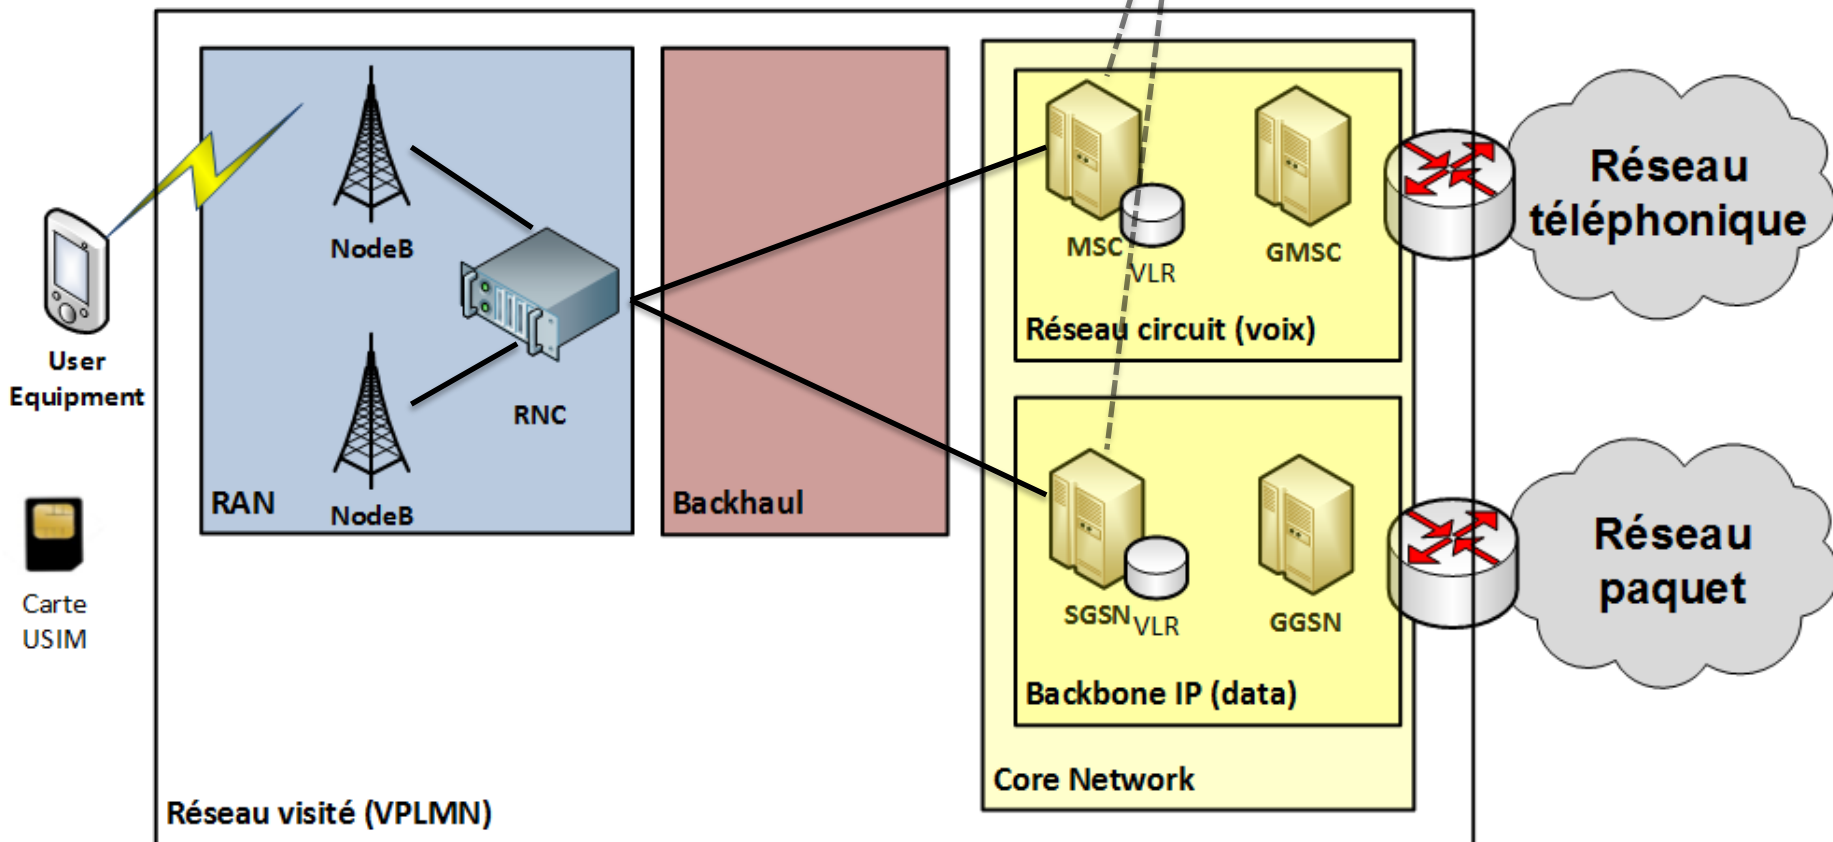 User
Equipment
Carte
USIM
NodeB
NodeB
RNC
RAN
Backhaul
MSC
VLR
GMSC
Réseau circuit (voix)
SGSN
VLR
GGSN
Backbone IP (data)
Core Network
Réseau visité (VPLMN)
Réseau
téléphonique
Réseau
paquet